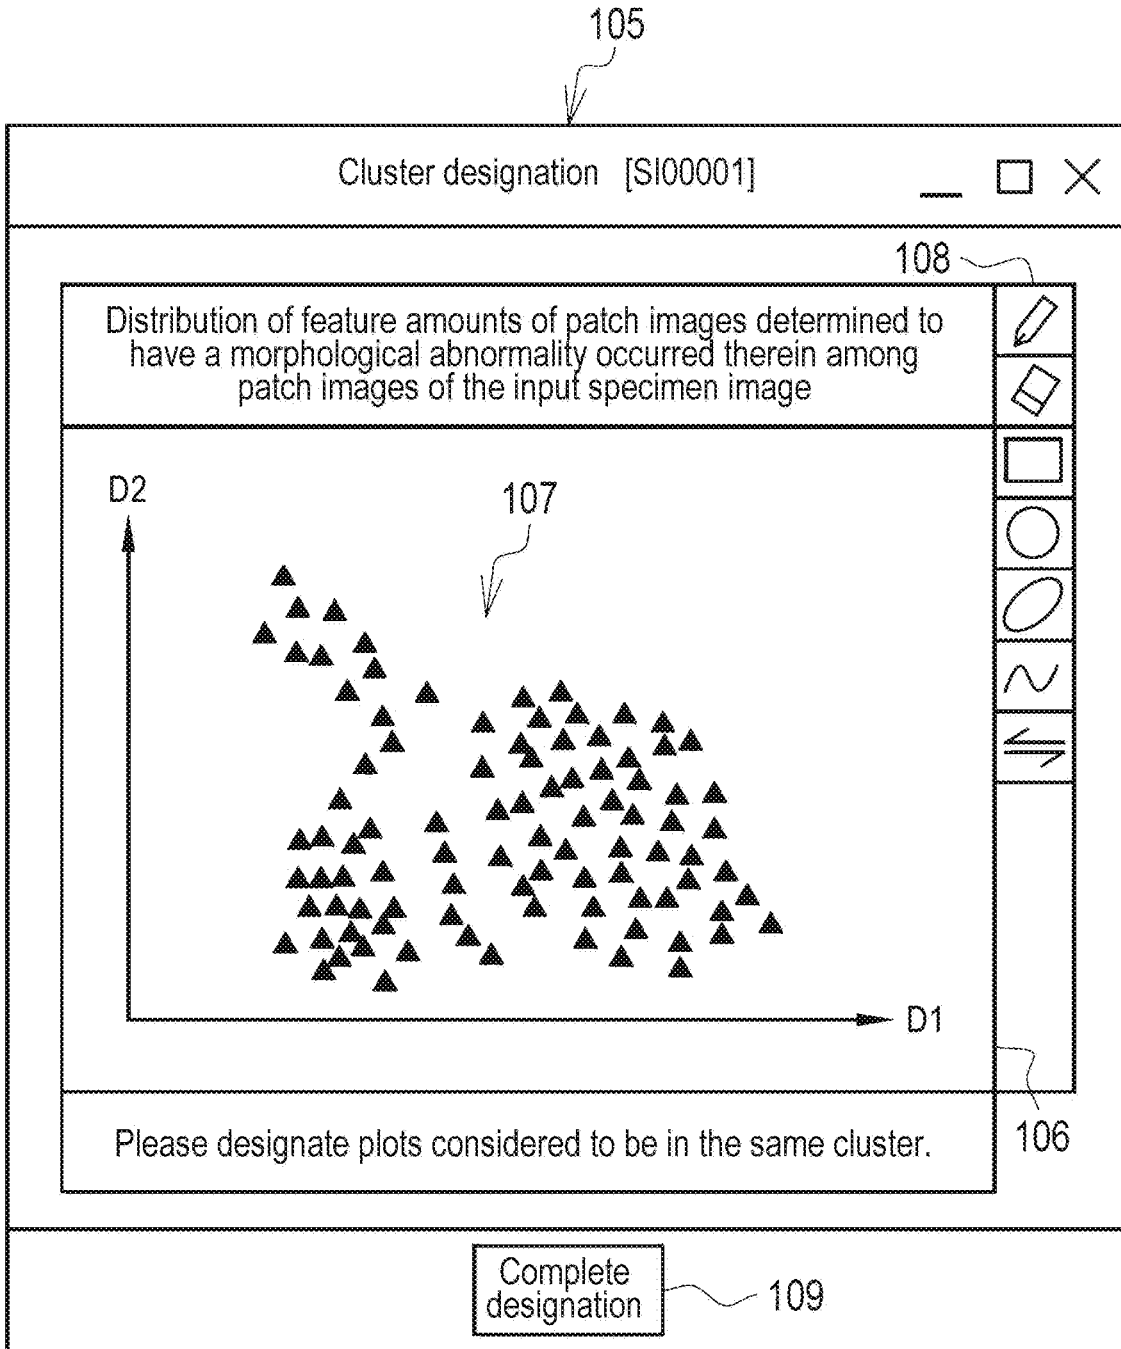 105
Cluster designation [SI00001]
108
Distribution of feature amounts of patch images determined to
have a morphological abnormality occurred therein among
patch images of the input specimen image
D2
107
D1
106
Please designate plots considered to be in the same cluster.
Complete
designation
109